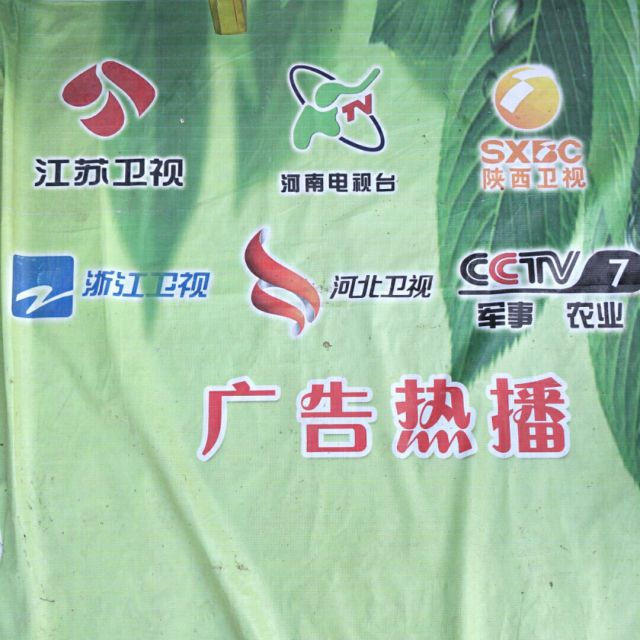 江苏卫视
TV
河南电视台
SXBC
陕西卫视
浙江卫视
河北卫视
CCTV 7
军事 农业
广告热播